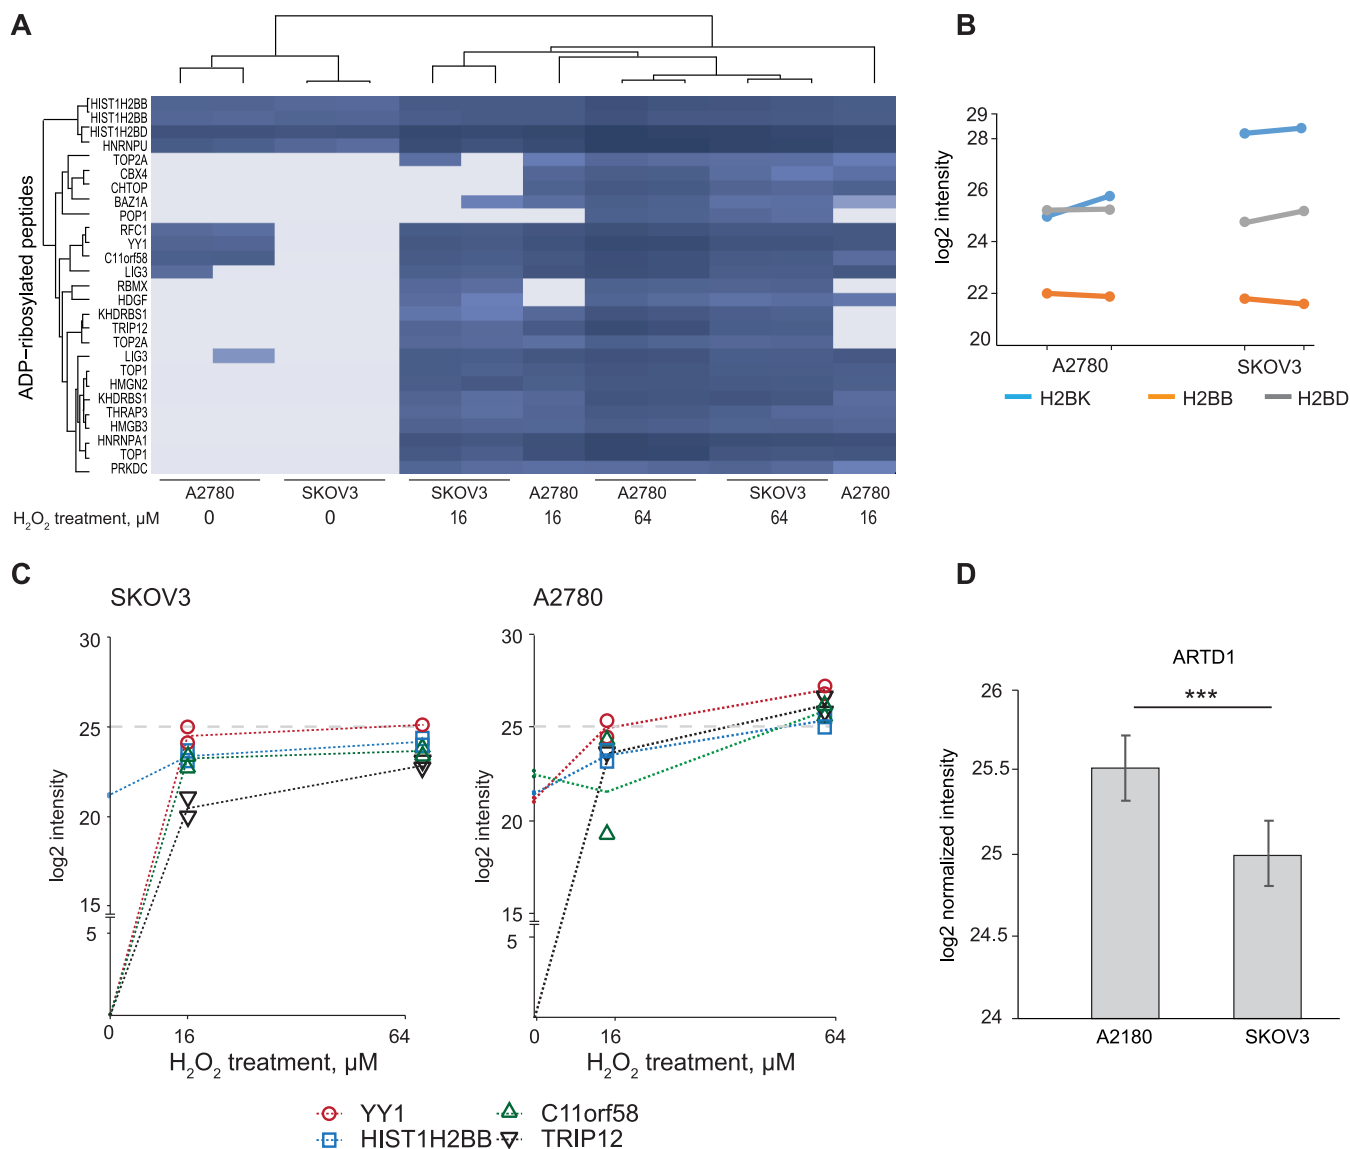 A
ADP-ribosylated peptides
HIST1H2BB
HIST1H2BB
HIST1H2BD
HNRNPU
TOP2A
CBX4
CHTOP
BAZ1A
POP1
RFC1
YY1
C11orf58
LIG3
RBMX
HDGF
KHDRBS1
TRIP12
TOP2A
LIG3
TOP1
HMGN2
KHDRBS1
THRAP3
HMGB3
HNRNPA1
TOP1
PRKDC
A2780 SKOV3 SKOV3 A2780 A2780 SKOV3 A2780
H2O2 treatment, µM 0 0 16 16 64 64 16
B
log2 intensity
29
28
26
24
22
20
A2780 SKOV3
H2BK H2BB H2BD
C
SKOV3
log2 intensity
30
25
20
15
5
0 16 64
H2O2 treatment, µM
A2780
log2 intensity
30
25
20
15
5
0 16 64
H2O2 treatment, µM
YY1 C11orf58
HIST1H2BB TRIP12
D
ARTD1
***
log2 normalized intensity
26
25.5
25
24.5
24
A2180 SKOV3